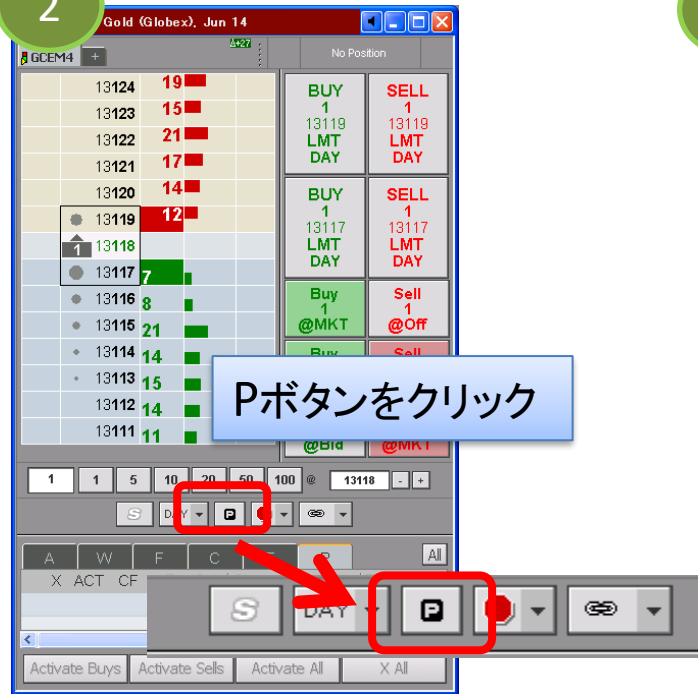 2
Gold (Globex), Jun 14
GCEM4 +
Δ+27
No Position
13124 19
13123 15
13122 21
13121 17
13120 14
13119 12
1 13118
13117 7
13116 8
13115 21
13114 14
13113 15
13112 14
13111 11
BUY
1
13119
LMT
DAY
SELL
1
13119
LMT
DAY
BUY
1
13117
LMT
DAY
SELL
1
13117
LMT
DAY
Buy
1
@MKT
Sell
1
@Off
Buy
Sell
@Bid
@MKT
Pボタンをクリック
1 1 5 10 20 50 100 @ 13118 - +
S DAY P
A W F C P All
X ACT CF
S DAY P
Activate Buys Activate Sells Activate All X All